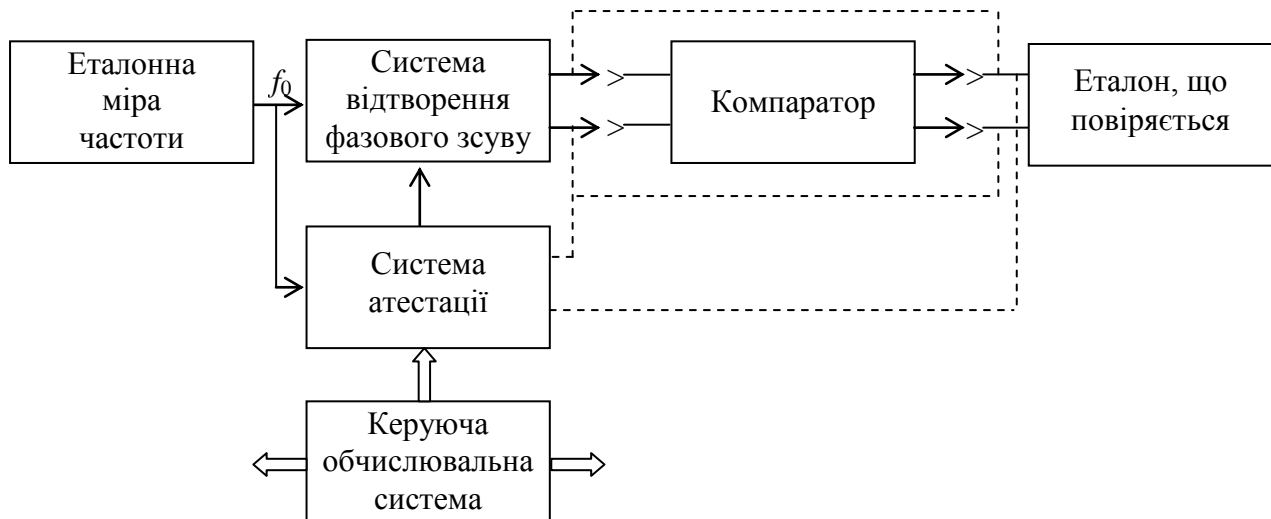 Еталонна
міра
частоти
f0
Система
відтворення
фазового зсуву
Компаратор
Еталон, що
повіряється
Система
атестації
Керуюча
обчислювальна
система